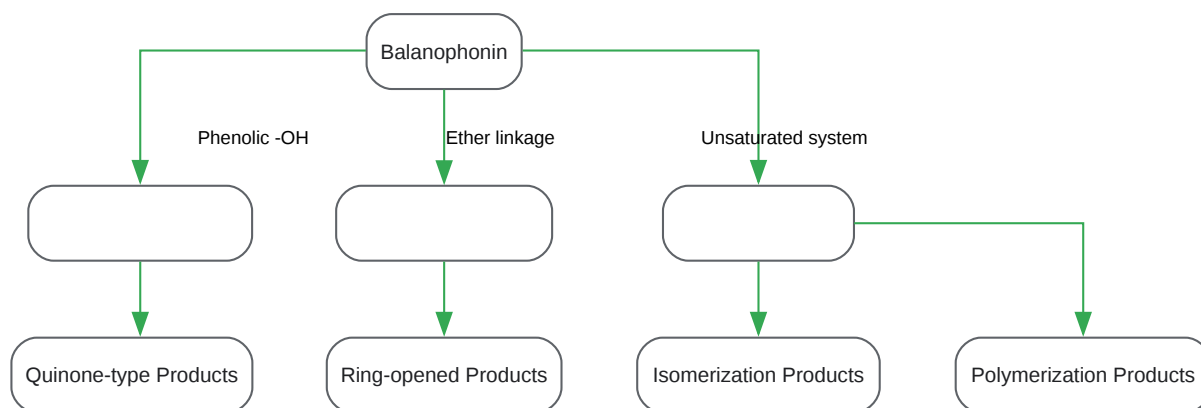 Balanophonin
Phenolic -OH
Ether linkage
Unsaturated system
Quinone-type Products
Ring-opened Products
Isomerization Products
Polymerization Products